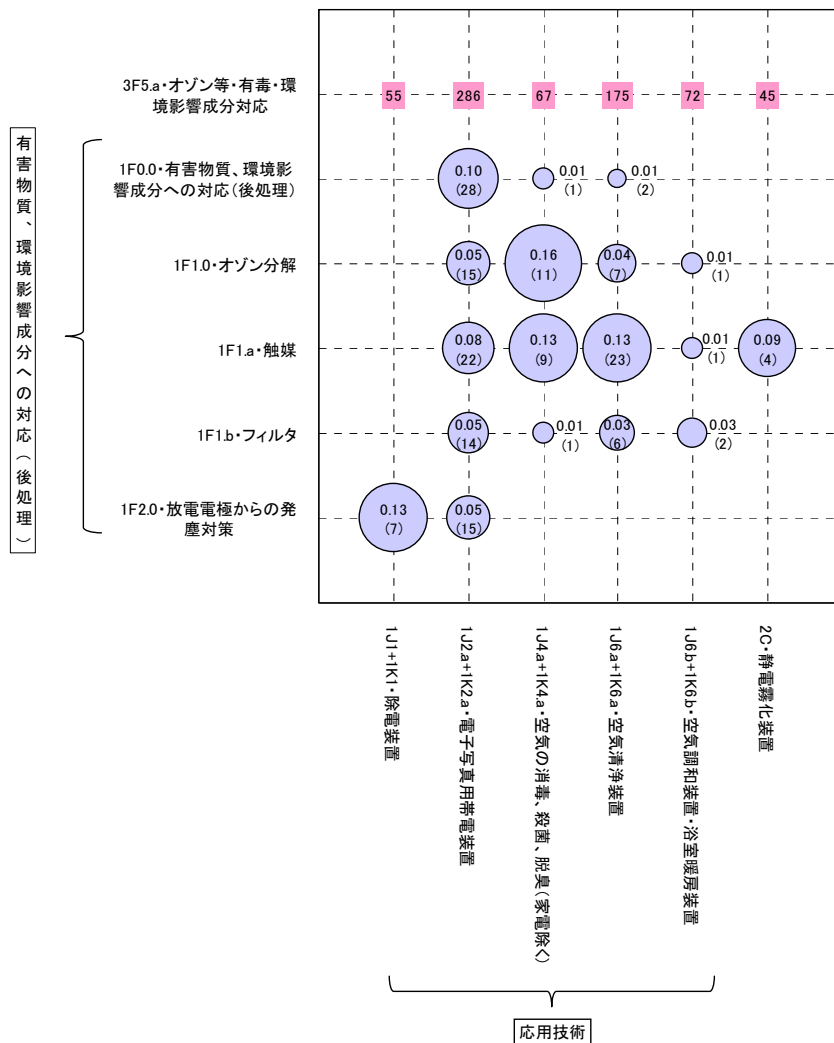 3F5.a・オゾン等・有毒・環
境影響成分対応
55
286
67
175
72
45
有害物質、環境影響成分への対応（後処理）
1F0.0・有害物質、環境影
響成分への対応（後処理）
0.10
(28)
0.01
(1)
0.01
(2)
1F1.0・オゾン分解
0.05
(15)
0.16
(11)
0.04
(7)
0.01
(1)
1F1.a・触媒
0.08
(22)
0.13
(9)
0.13
(23)
0.01
(1)
0.09
(4)
1F1.b・フィルタ
0.05
(14)
0.01
(1)
0.03
(6)
0.03
(2)
1F2.0・放電電極からの発
塵対策
0.13
(7)
0.05
(15)
1J1+1K1・除電装置
1J2.a+1K2.a・電子写真用帯電装置
1J4.a+1K4.a・空気の消毒、殺菌、脱臭（家電除く）
1J6.a+1K6.a・空気清浄装置
1J6.b+1K6.b・空気調和装置・浴室暖房装置
2C・静電霧化装置
応用技術